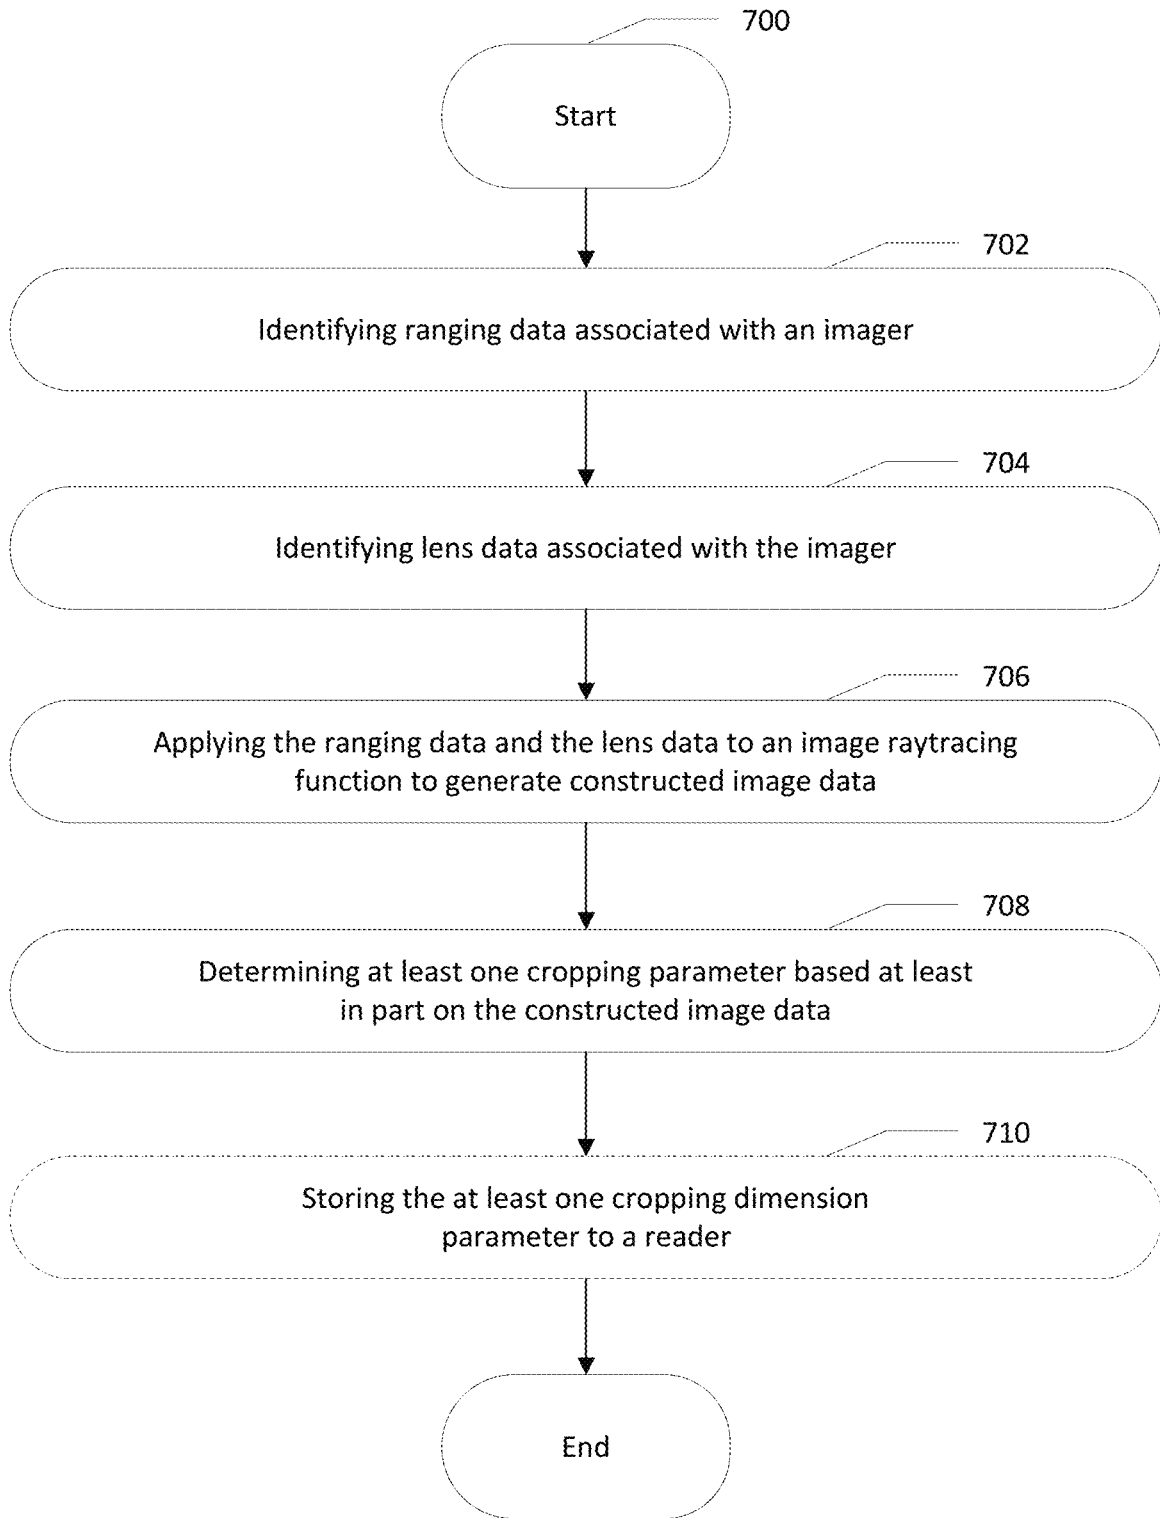 700
Start
702
Identifying ranging data associated with an imager
704
Identifying lens data associated with the imager
706
Applying the ranging data and the lens data to an image raytracing
function to generate constructed image data
708
Determining at least one cropping parameter based at least
in part on the constructed image data
710
Storing the at least one cropping dimension
parameter to a reader
End